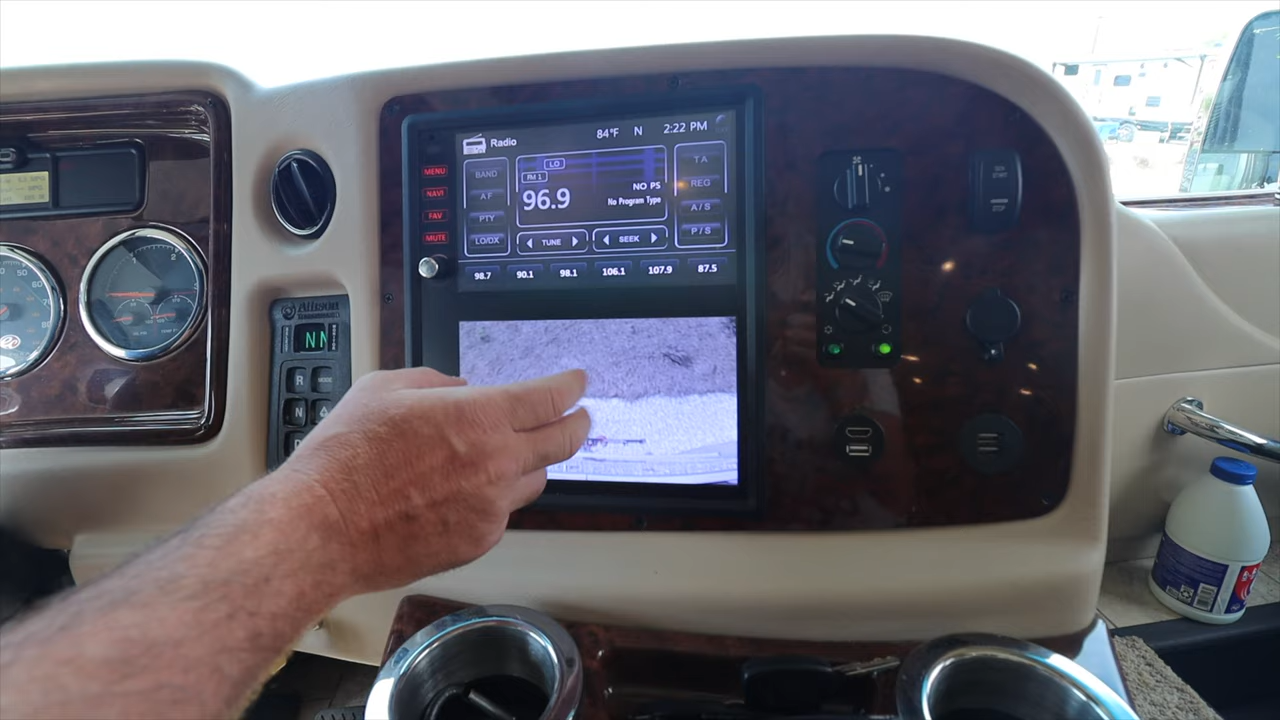 Radio
84°F N 2:22 PM
MENU
NAVI
FAV
MUTE
BAND
AF
PTY
LO/DX
LO
FM 1
96.9
NO PS
No Program Type
TUNE
SEEK
TA
REG
A/S
P/S
98.7 90.1 98.1 106.1 107.9 87.5
Allison
Transmission
N N
R MODE
N